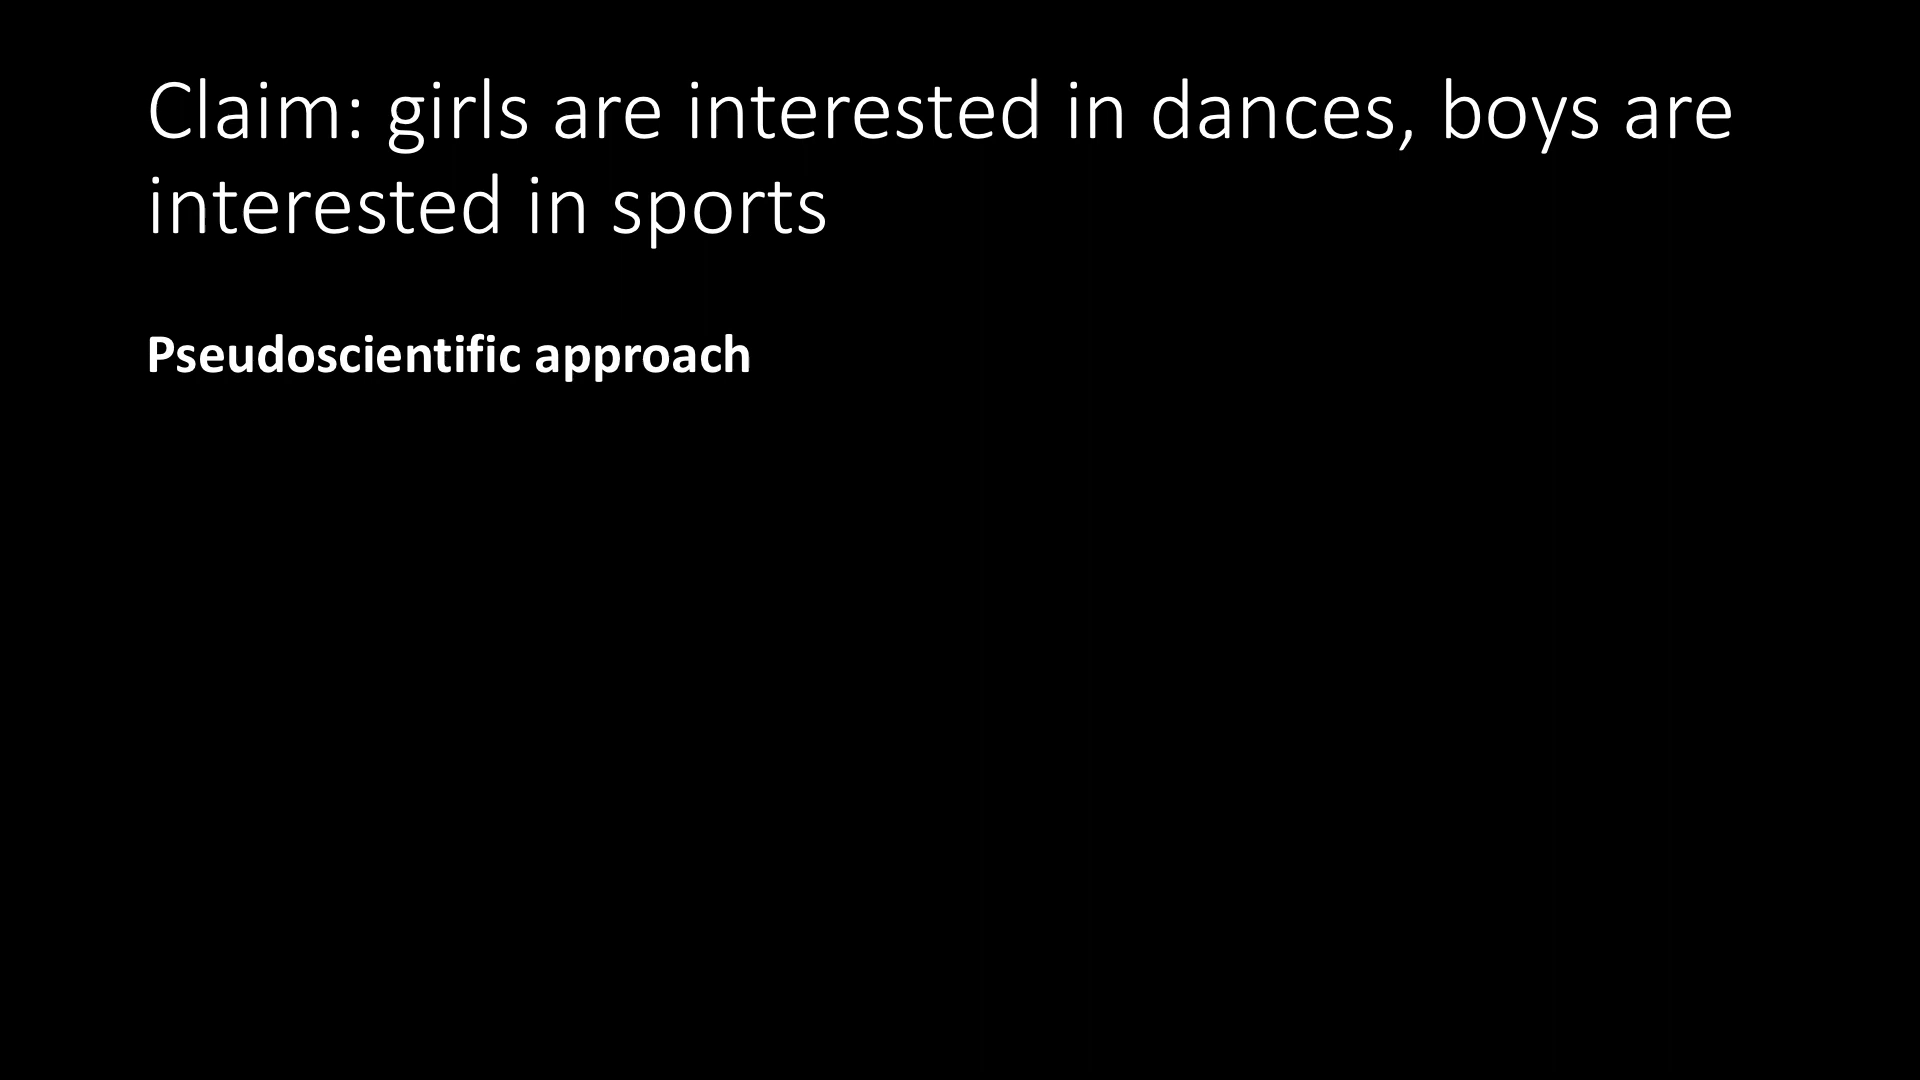 Claim: girls are interested in dances, boys are
interested in sports
Pseudoscientific approach